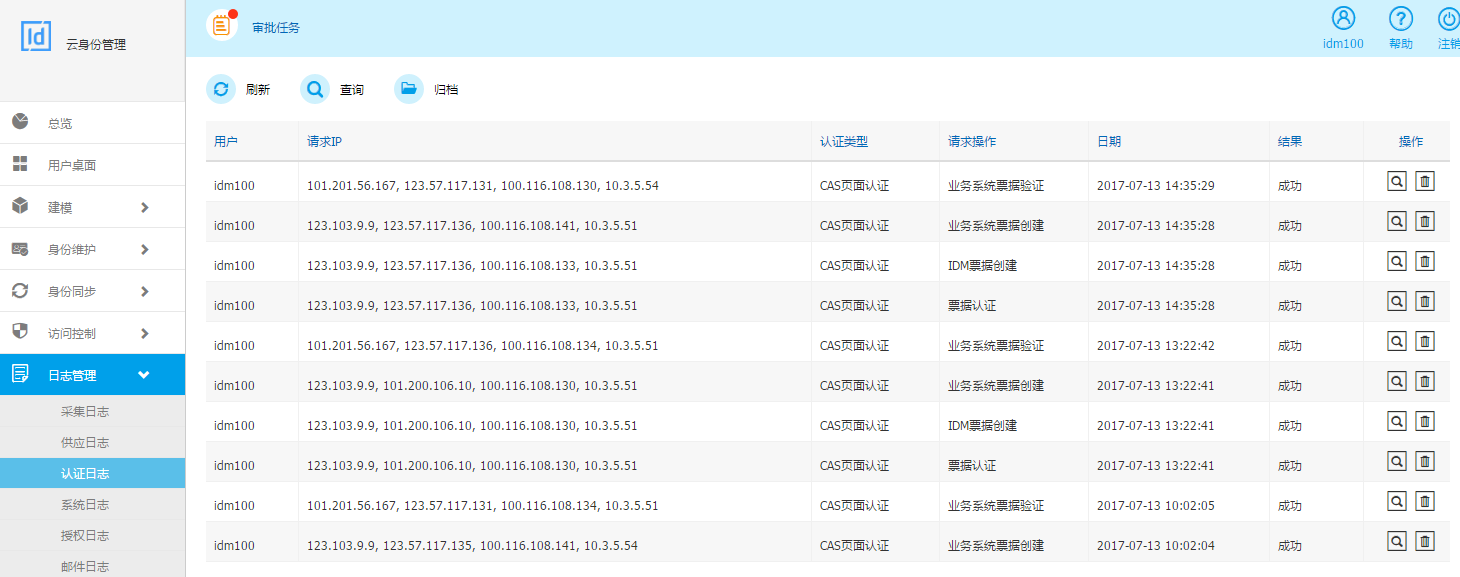 Id
云身份管理
审批任务
idm100
帮助
注销
总览
用户桌面
建模
身份维护
身份同步
访问控制
日志管理
采集日志
供应日志
认证日志
系统日志
授权日志
邮件日志
刷新 查询 归档
用户 请求IP 认证类型 请求操作 日期 结果 操作
idm100 101.201.56.167, 123.57.117.131, 100.116.108.130, 10.3.5.54 CAS页面认证 业务系统票据验证 2017-07-13 14:35:29 成功
idm100 123.103.9.9, 123.57.117.136, 100.116.108.141, 10.3.5.51 CAS页面认证 业务系统票据创建 2017-07-13 14:35:28 成功
idm100 123.103.9.9, 123.57.117.136, 100.116.108.133, 10.3.5.51 CAS页面认证 IDM票据创建 2017-07-13 14:35:28 成功
idm100 123.103.9.9, 123.57.117.136, 100.116.108.133, 10.3.5.51 CAS页面认证 票据认证 2017-07-13 14:35:28 成功
idm100 101.201.56.167, 123.57.117.136, 100.116.108.134, 10.3.5.51 CAS页面认证 业务系统票据验证 2017-07-13 13:22:42 成功
idm100 123.103.9.9, 101.200.106.10, 100.116.108.130, 10.3.5.51 CAS页面认证 业务系统票据创建 2017-07-13 13:22:41 成功
idm100 123.103.9.9, 101.200.106.10, 100.116.108.130, 10.3.5.51 CAS页面认证 IDM票据创建 2017-07-13 13:22:41 成功
idm100 123.103.9.9, 101.200.106.10, 100.116.108.130, 10.3.5.51 CAS页面认证 票据认证 2017-07-13 13:22:41 成功
idm100 101.201.56.167, 123.57.117.131, 100.116.108.134, 10.3.5.51 CAS页面认证 业务系统票据验证 2017-07-13 10:02:05 成功
idm100 123.103.9.9, 123.57.117.135, 100.116.108.141, 10.3.5.54 CAS页面认证 业务系统票据创建 2017-07-13 10:02:04 成功